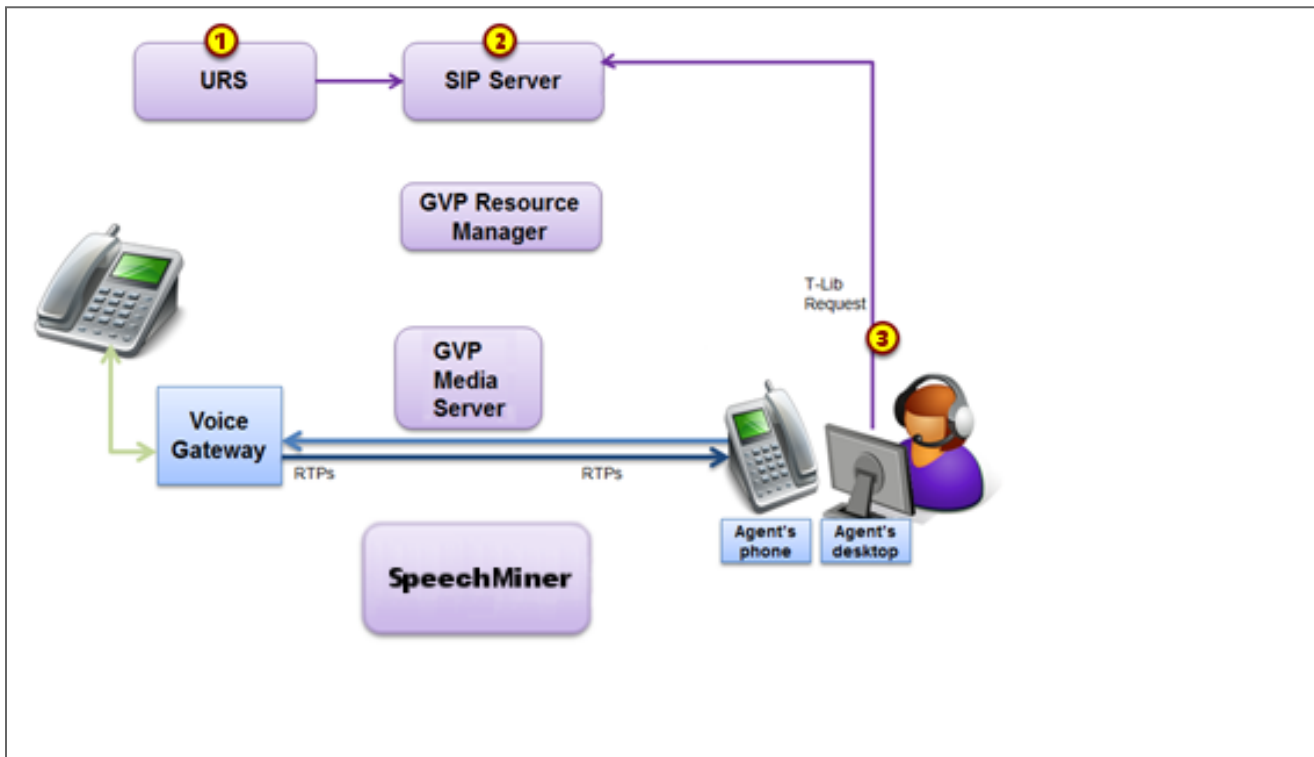 1
2
URS
SIP Server
GVP Resource
Manager
T-Lib
Request
3
GVP
Media
Server
Voice
Gateway
RTPs
RTPs
Agent's
phone
Agent's
desktop
SpeechMiner